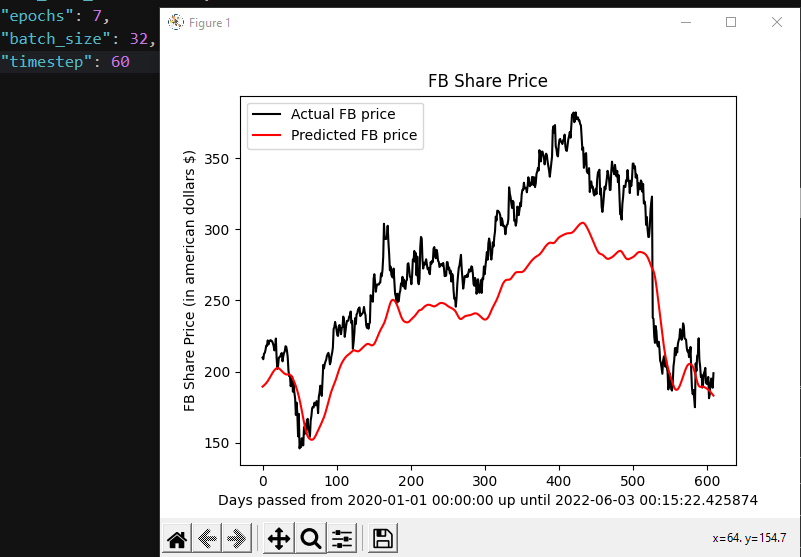 "epochs": 7,
"batch_size": 32,
"timestep": 60
Figure 1
FB Share Price
Actual FB price
Predicted FB price
FB Share Price (in american dollars $)
350
300
250
200
150
0 100 200 300 400 500 600
Days passed from 2020-01-01 00:00:00 up until 2022-06-03 00:15:22.425874
x=64. y=154.7